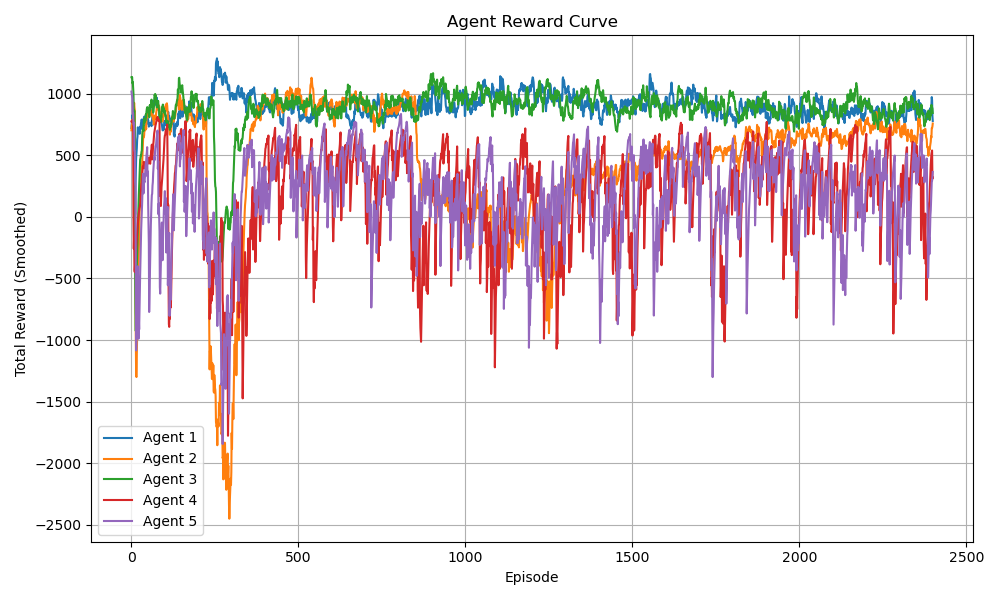 Agent Reward Curve
Total Reward (Smoothed)
1000
500
0
−500
−1000
−1500
−2000
−2500
Agent 1
Agent 2
Agent 3
Agent 4
Agent 5
0 500 1000 1500 2000 2500
Episode